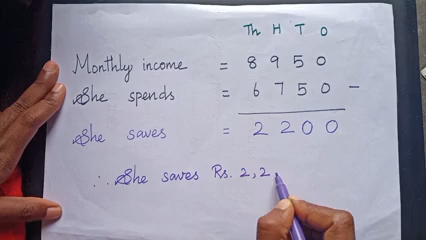 Th H T O
Monthly income = 8 9 5 0
She spends = 6 7 5 0 -
She saves = 2 2 0 0
∴ She saves Rs. 2,2